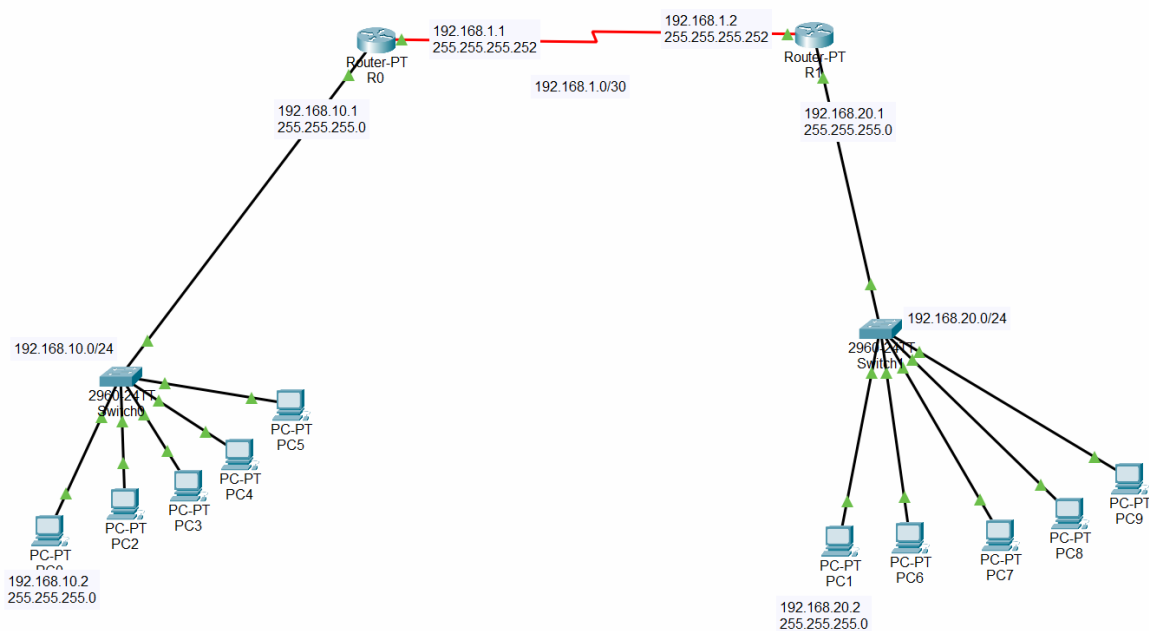 192.168.1.1
255.255.255.252
192.168.1.2
255.255.255.252
Router-PT
R0
Router-PT
R1
192.168.1.0/30
192.168.10.1
255.255.255.0
192.168.20.1
255.255.255.0
192.168.10.0/24
2960-24TT
Switch0
192.168.20.0/24
2960-24TT
Switch1
PC-PT
PC5
PC-PT
PC4
PC-PT
PC3
PC-PT
PC2
PC-PT
PC0
192.168.10.2
255.255.255.0
PC-PT
PC9
PC-PT
PC8
PC-PT
PC7
PC-PT
PC6
PC-PT
PC1
192.168.20.2
255.255.255.0